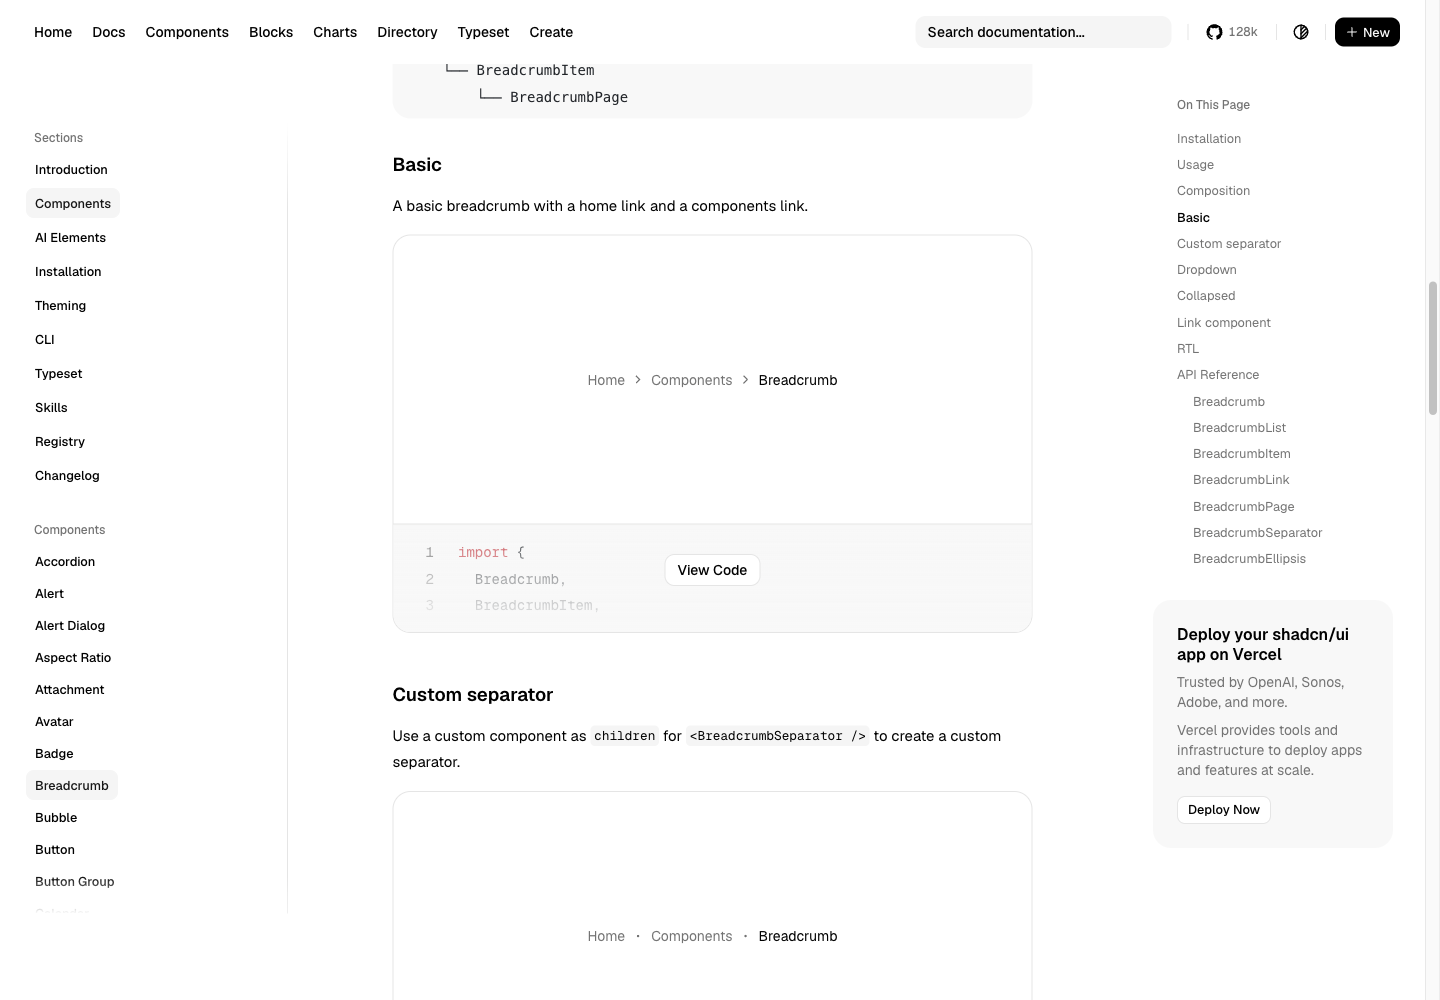 Home Docs Components Blocks Charts Directory Typeset Create
Search documentation...
128k
New
Sections
Introduction
Components
AI Elements
Installation
Theming
CLI
Typeset
Skills
Registry
Changelog
Components
Accordion
Alert
Alert Dialog
Aspect Ratio
Attachment
Avatar
Badge
Breadcrumb
Bubble
Button
Button Group
└── BreadcrumbItem
└── BreadcrumbPage
Basic
A basic breadcrumb with a home link and a components link.
Home > Components > Breadcrumb
1 import {
2 Breadcrumb,
3 BreadcrumbItem,
View Code
Custom separator
Use a custom component as children for <BreadcrumbSeparator /> to create a custom
separator.
Home · Components · Breadcrumb
On This Page
Installation
Usage
Composition
Basic
Custom separator
Dropdown
Collapsed
Link component
RTL
API Reference
Breadcrumb
BreadcrumbList
BreadcrumbItem
BreadcrumbLink
BreadcrumbPage
BreadcrumbSeparator
BreadcrumbEllipsis
Deploy your shadcn/ui
app on Vercel
Trusted by OpenAI, Sonos,
Adobe, and more.
Vercel provides tools and
infrastructure to deploy apps
and features at scale.
Deploy Now